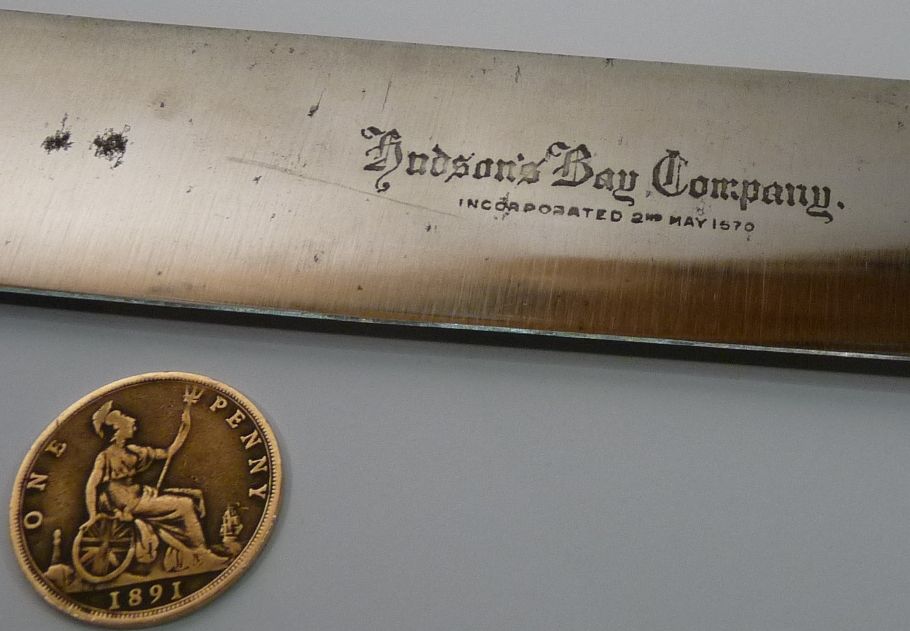 Hudson's Bay Company.
INCORPORATED 2ND MAY 1670
ONE PENNY
1891